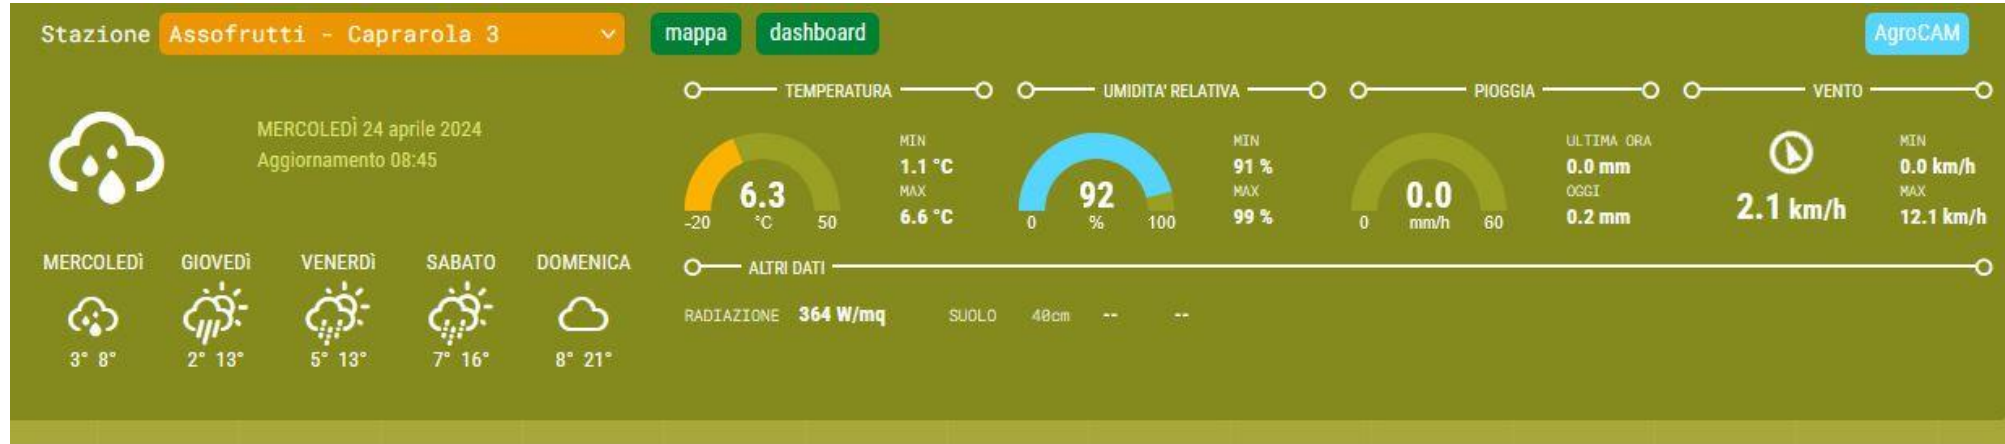 Stazione Assofrutti - Caprarola 3 mappa dashboard AgroCAM
MERCOLEDÌ 24 aprile 2024
Aggiornamento 08:45
TEMPERATURA
6.3
°C
-20 50
MIN
1.1 °C
MAX
6.6 °C
UMIDITA' RELATIVA
92
%
0 100
MIN
91 %
MAX
99 %
PIOGGIA
0.0
mm/h
0 60
ULTIMA ORA
0.0 mm
OGGI
0.2 mm
VENTO
2.1 km/h
MIN
0.0 km/h
MAX
12.1 km/h
MERCOLEDì GIOVEDì VENERDì SABATO DOMENICA
3° 8° 2° 13° 5° 13° 7° 16° 8° 21°
ALTRI DATI
RADIAZIONE 364 W/mq SUOLO 40cm -- --